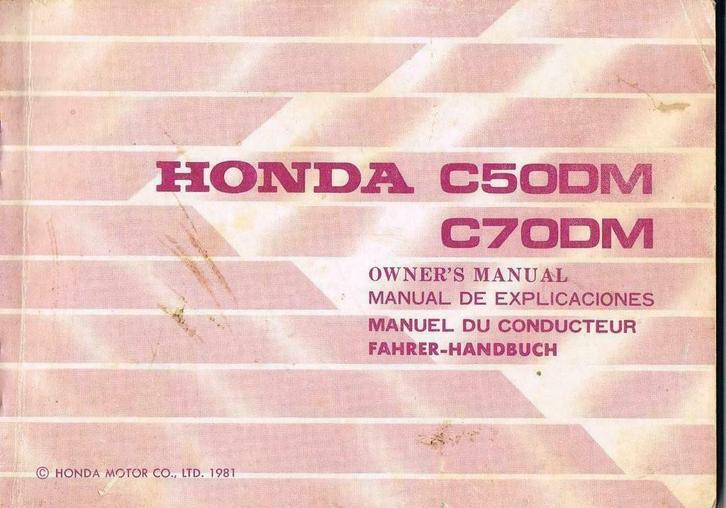 HONDA C50DM
C70DM
OWNER'S MANUAL
MANUAL DE EXPLICACIONES
MANUEL DU CONDUCTEUR
FAHRER-HANDBUCH
© HONDA MOTOR CO., LTD. 1981